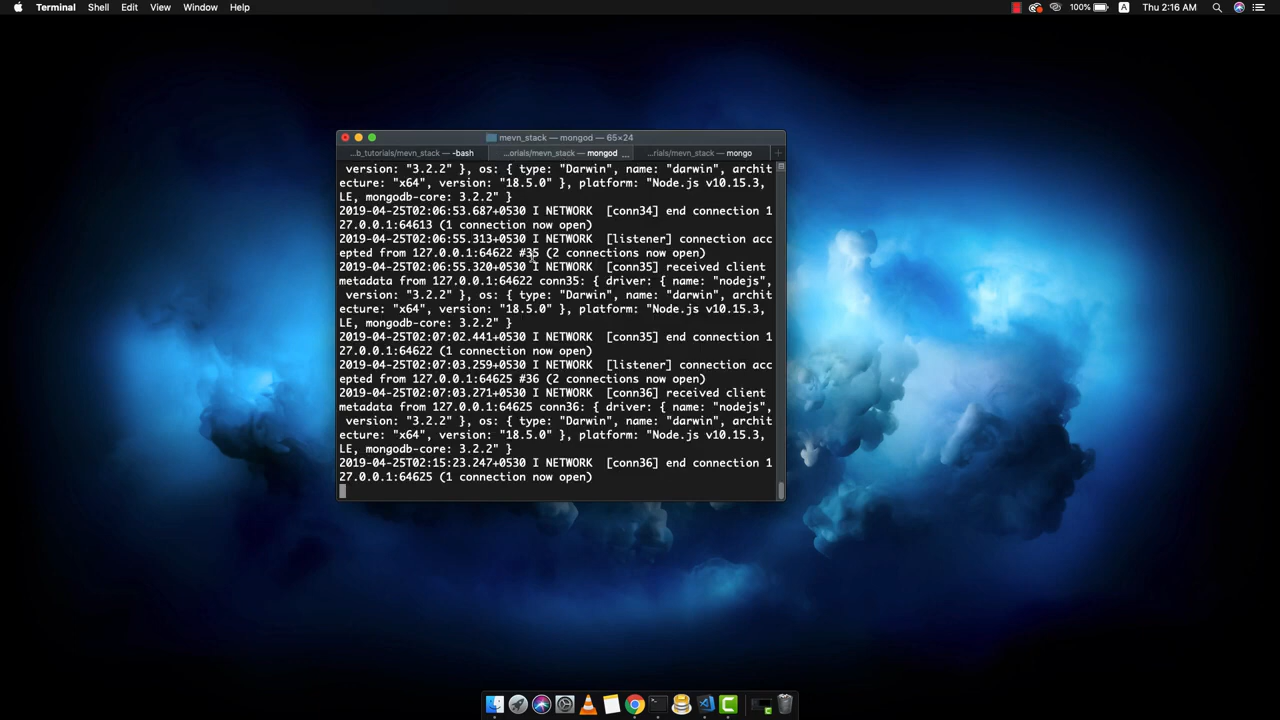 Terminal Shell Edit View Window Help 100% A Thu 2:16 AM
mevn_stack — mongod — 65×24
...b_tutorials/mevn_stack — -bash ...orials/mevn_stack — mongod ... ...rials/mevn_stack — mongo +
version: "3.2.2" }, os: { type: "Darwin", name: "darwin", archit
ecture: "x64", version: "18.5.0" }, platform: "Node.js v10.15.3,
LE, mongodb-core: 3.2.2" }
2019-04-25T02:06:53.687+0530 I NETWORK [conn34] end connection 1
27.0.0.1:64613 (1 connection now open)
2019-04-25T02:06:55.313+0530 I NETWORK [listener] connection acc
epted from 127.0.0.1:64622 #35 (2 connections now open)
2019-04-25T02:06:55.320+0530 I NETWORK [conn35] received client
metadata from 127.0.0.1:64622 conn35: { driver: { name: "nodejs",
version: "3.2.2" }, os: { type: "Darwin", name: "darwin", archit
ecture: "x64", version: "18.5.0" }, platform: "Node.js v10.15.3,
LE, mongodb-core: 3.2.2" }
2019-04-25T02:07:02.441+0530 I NETWORK [conn35] end connection 1
27.0.0.1:64622 (1 connection now open)
2019-04-25T02:07:03.259+0530 I NETWORK [listener] connection acc
epted from 127.0.0.1:64625 #36 (2 connections now open)
2019-04-25T02:07:03.271+0530 I NETWORK [conn36] received client
metadata from 127.0.0.1:64625 conn36: { driver: { name: "nodejs",
version: "3.2.2" }, os: { type: "Darwin", name: "darwin", archit
ecture: "x64", version: "18.5.0" }, platform: "Node.js v10.15.3,
LE, mongodb-core: 3.2.2" }
2019-04-25T02:15:23.247+0530 I NETWORK [conn36] end connection 1
27.0.0.1:64625 (1 connection now open)